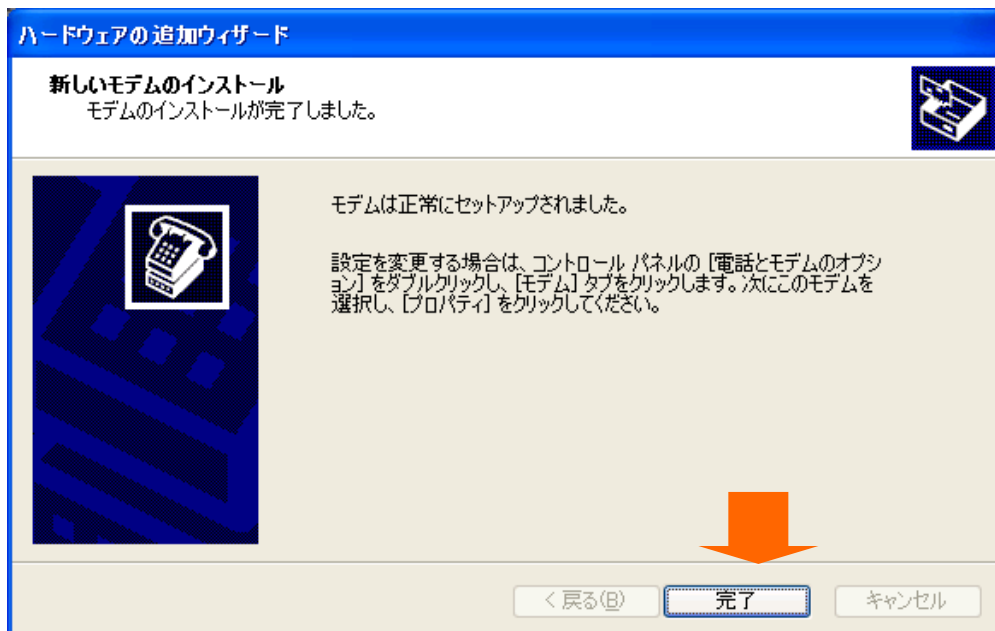 ハードウェアの追加ウィザード
新しいモデムのインストール
モデムのインストールが完了しました。
モデムは正常にセットアップされました。
設定を変更する場合は、コントロール パネルの [電話とモデムのオプシ
ョン] をダブルクリックし、[モデム] タブをクリックします。次にこのモデムを
選択し、[プロパティ] をクリックしてください。
< 戻る(B)
完了
キャンセル